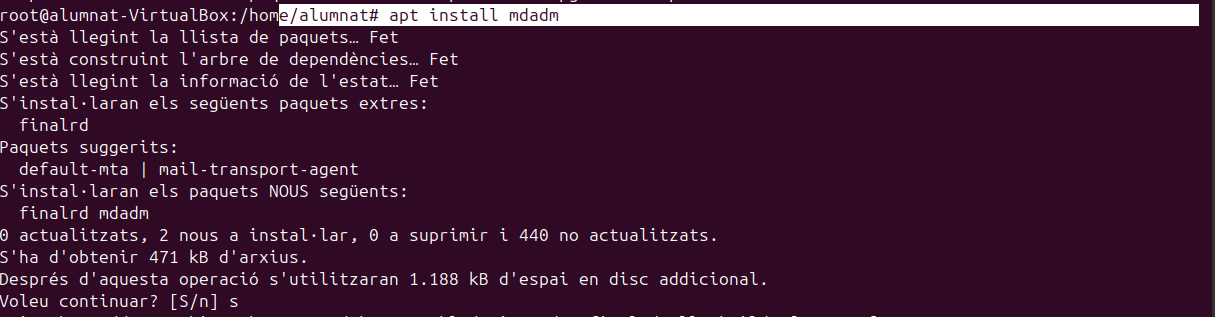 root@alumnat-VirtualBox:/home/alumnat# apt install mdadm
S'està llegint la llista de paquets… Fet
S'està construint l'arbre de dependències… Fet
S'està llegint la informació de l'estat… Fet
S'instal·laran els següents paquets extres:
finalrd
Paquets suggerits:
default-mta | mail-transport-agent
S'instal·laran els paquets NOUS següents:
finalrd mdadm
0 actualitzats, 2 nous a instal·lar, 0 a suprimir i 440 no actualitzats.
S'ha d'obtenir 471 kB d'arxius.
Després d'aquesta operació s'utilitzaran 1.188 kB d'espai en disc addicional.
Voleu continuar? [S/n] s